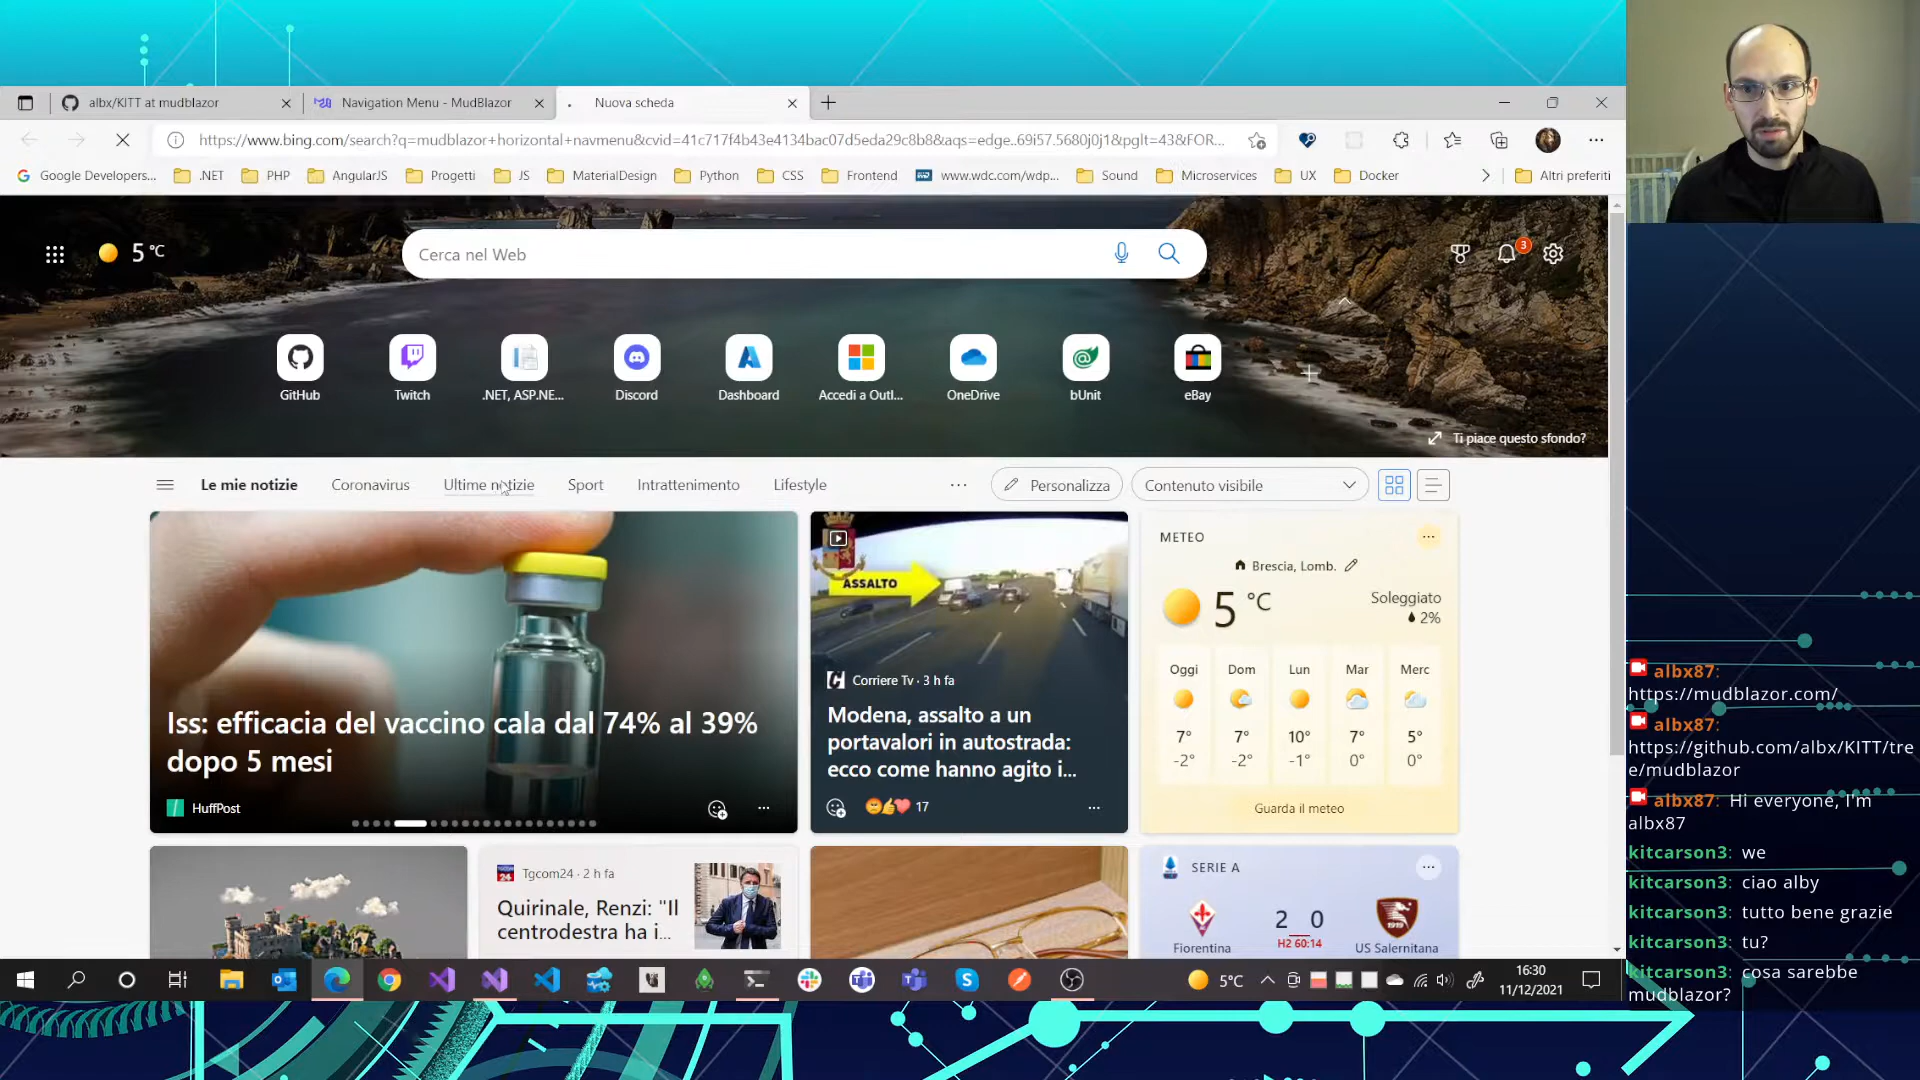 albx/KITT at mudblazor
Navigation Menu - MudBlazor
Nuova scheda
https://www.bing.com/search?q=mudblazor+horizontal+navmenu&cvid=41c717f4b43e4134bac07d5eda29c8b8&aqs=edge..69i57.5680j0j1&pglt=43&FOR...
Google Developers...
.NET
PHP
AngularJS
Progetti
JS
MaterialDesign
Python
CSS
Frontend
www.wdc.com/wdp...
Sound
Microservices
UX
Docker
Altri preferiti
5 °C
Cerca nel Web
3
GitHub
Twitch
.NET, ASP.NE...
Discord
Dashboard
Accedi a Outl...
OneDrive
bUnit
eBay
Ti piace questo sfondo?
Le mie notizie
Coronavirus
Ultime notizie
Sport
Intrattenimento
Lifestyle
Personalizza
Contenuto visibile
Iss: efficacia del vaccino cala dal 74% al 39%
dopo 5 mesi
HuffPost
ASSALTO
Corriere Tv · 3 h fa
Modena, assalto a un
portavalori in autostrada:
ecco come hanno agito i...
17
METEO
Brescia, Lomb.
5 °C
Soleggiato
2%
Oggi
Dom
Lun
Mar
Merc
7°
7°
10°
7°
5°
-2°
-2°
-1°
0°
0°
Guarda il meteo
Tgcom24 · 2 h fa
Quirinale, Renzi: "Il
centrodestra ha i...
SERIE A
2 0
H2 60:14
Fiorentina
US Salernitana
5°C
16:30
11/12/2021
albx87:
https://mudblazor.com/
albx87:
https://github.com/albx/KITT/tre
e/mudblazor
albx87: Hi everyone, I'm
albx87
kitcarson3: we
kitcarson3: ciao alby
kitcarson3: tutto bene grazie
kitcarson3: tu?
kitcarson3: cosa sarebbe
mudblazor?